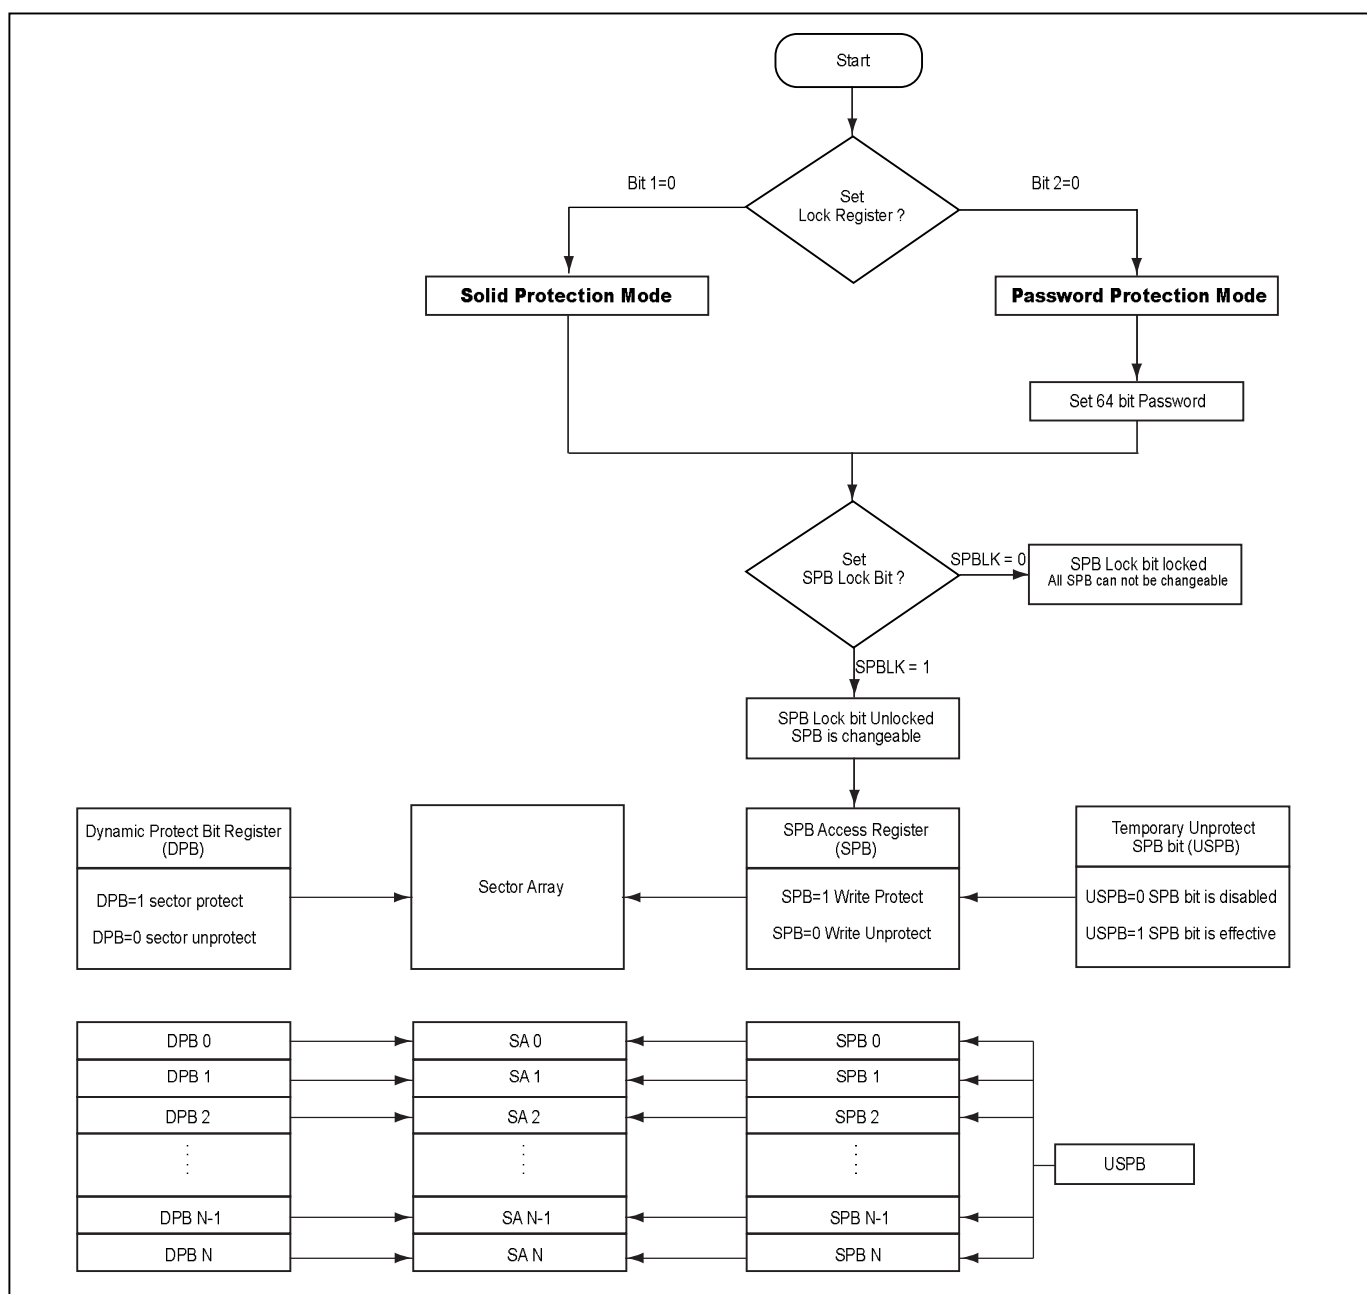 Start
Set
Lock Register ?
Bit 1=0
Bit 2=0
Solid Protection Mode
Password Protection Mode
Set 64 bit Password
Set
SPB Lock Bit ?
SPBLK = 0
SPB Lock bit locked
All SPB can not be changeable
SPBLK = 1
SPB Lock bit Unlocked
SPB is changeable
Dynamic Protect Bit Register
(DPB)
DPB=1 sector protect
DPB=0 sector unprotect
Sector Array
SPB Access Register
(SPB)
SPB=1 Write Protect
SPB=0 Write Unprotect
Temporary Unprotect
SPB bit (USPB)
USPB=0 SPB bit is disabled
USPB=1 SPB bit is effective
DPB 0
SA 0
SPB 0
DPB 1
SA 1
SPB 1
DPB 2
SA 2
SPB 2
USPB
DPB N-1
SA N-1
SPB N-1
DPB N
SA N
SPB N